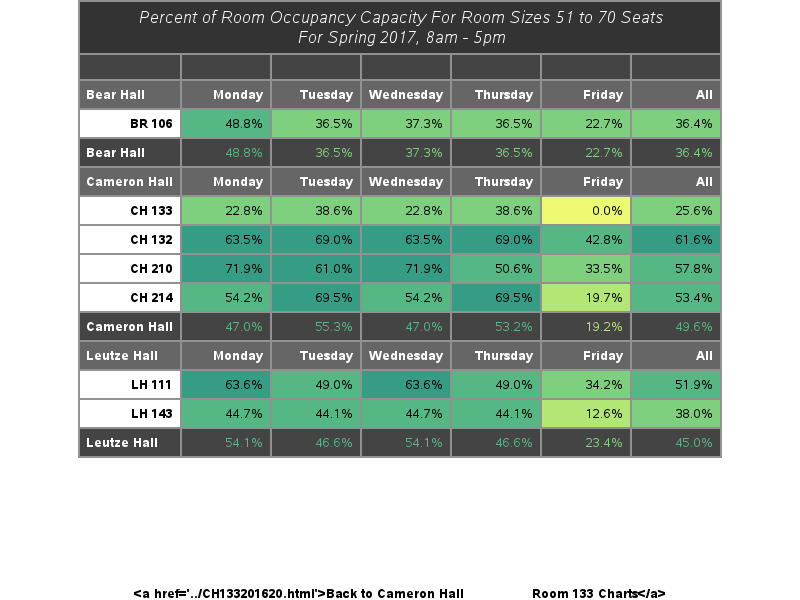 Percent of Room Occupancy Capacity For Room Sizes 51 to 70 Seats
For Spring 2017, 8am - 5pm
Bear Hall Monday Tuesday Wednesday Thursday Friday All
BR 106 48.8% 36.5% 37.3% 36.5% 22.7% 36.4%
Bear Hall 48.8% 36.5% 37.3% 36.5% 22.7% 36.4%
Cameron Hall Monday Tuesday Wednesday Thursday Friday All
CH 133 22.8% 38.6% 22.8% 38.6% 0.0% 25.6%
CH 132 63.5% 69.0% 63.5% 69.0% 42.8% 61.6%
CH 210 71.9% 61.0% 71.9% 50.6% 33.5% 57.8%
CH 214 54.2% 69.5% 54.2% 69.5% 19.7% 53.4%
Cameron Hall 47.0% 55.3% 47.0% 53.2% 19.2% 49.6%
Leutze Hall Monday Tuesday Wednesday Thursday Friday All
LH 111 63.6% 49.0% 63.6% 49.0% 34.2% 51.9%
LH 143 44.7% 44.1% 44.7% 44.1% 12.6% 38.0%
Leutze Hall 54.1% 46.6% 54.1% 46.6% 23.4% 45.0%
<a href='../CH133201620.html'>Back to Cameron Hall Room 133 Charts</a>